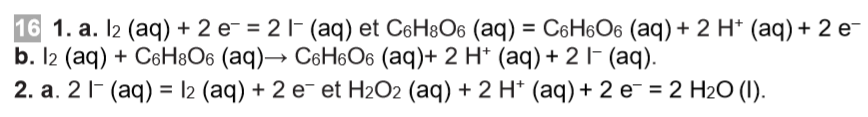 16 1. a. I₂ (aq) + 2 e⁻ = 2 I⁻ (aq) et C₆H₈O₆ (aq) = C₆H₆O₆ (aq) + 2 H⁺ (aq) + 2 e⁻
b. I₂ (aq) + C₆H₈O₆ (aq)→ C₆H₆O₆ (aq)+ 2 H⁺ (aq) + 2 I⁻ (aq).
2. a. 2 I⁻ (aq) = I₂ (aq) + 2 e⁻ et H₂O₂ (aq) + 2 H⁺ (aq) + 2 e⁻ = 2 H₂O (l).